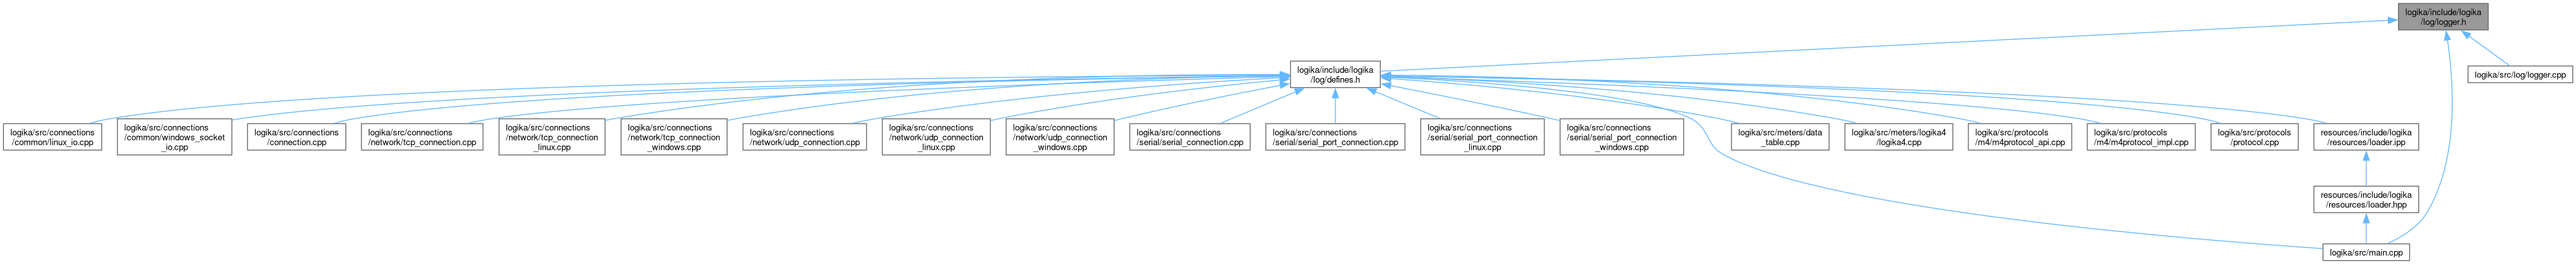 logika/include/logika
/log/logger.h
logika/include/logika
/log/defines.h
logika/src/log/logger.cpp
logika/src/connections
/common/linux_io.cpp
logika/src/connections
/common/windows_socket
_io.cpp
logika/src/connections
/connection.cpp
logika/src/connections
/network/tcp_connection.cpp
logika/src/connections
/network/tcp_connection
_linux.cpp
logika/src/connections
/network/tcp_connection
_windows.cpp
logika/src/connections
/network/udp_connection.cpp
logika/src/connections
/network/udp_connection
_linux.cpp
logika/src/connections
/network/udp_connection
_windows.cpp
logika/src/connections
/serial/serial_connection.cpp
logika/src/connections
/serial/serial_port_connection.cpp
logika/src/connections
/serial/serial_port_connection
_linux.cpp
logika/src/connections
/serial/serial_port_connection
_windows.cpp
logika/src/meters/data
_table.cpp
logika/src/meters/logika4
/logika4.cpp
logika/src/protocols
/m4/m4protocol_api.cpp
logika/src/protocols
/m4/m4protocol_impl.cpp
logika/src/protocols
/protocol.cpp
resources/include/logika
/resources/loader.ipp
resources/include/logika
/resources/loader.hpp
logika/src/main.cpp